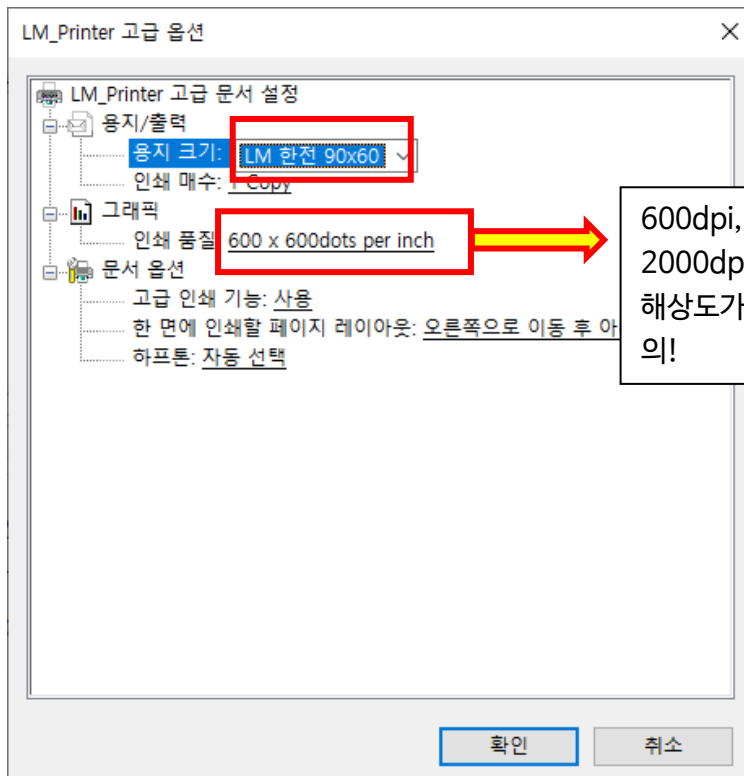 LM_Printer 고급 옵션
LM_Printer 고급 문서 설정
용지/출력
용지 크기: LM 한전 90x60
인쇄 매수: 1 Copy
그래픽
인쇄 품질 600 x 600dots per inch
문서 옵션
고급 인쇄 기능: 사용
한 면에 인쇄할 페이지 레이아웃: 오른쪽으로 이동 후 아
하프톤: 자동 선택
600dpi,
2000dp
해상도가
의!
확인
취소